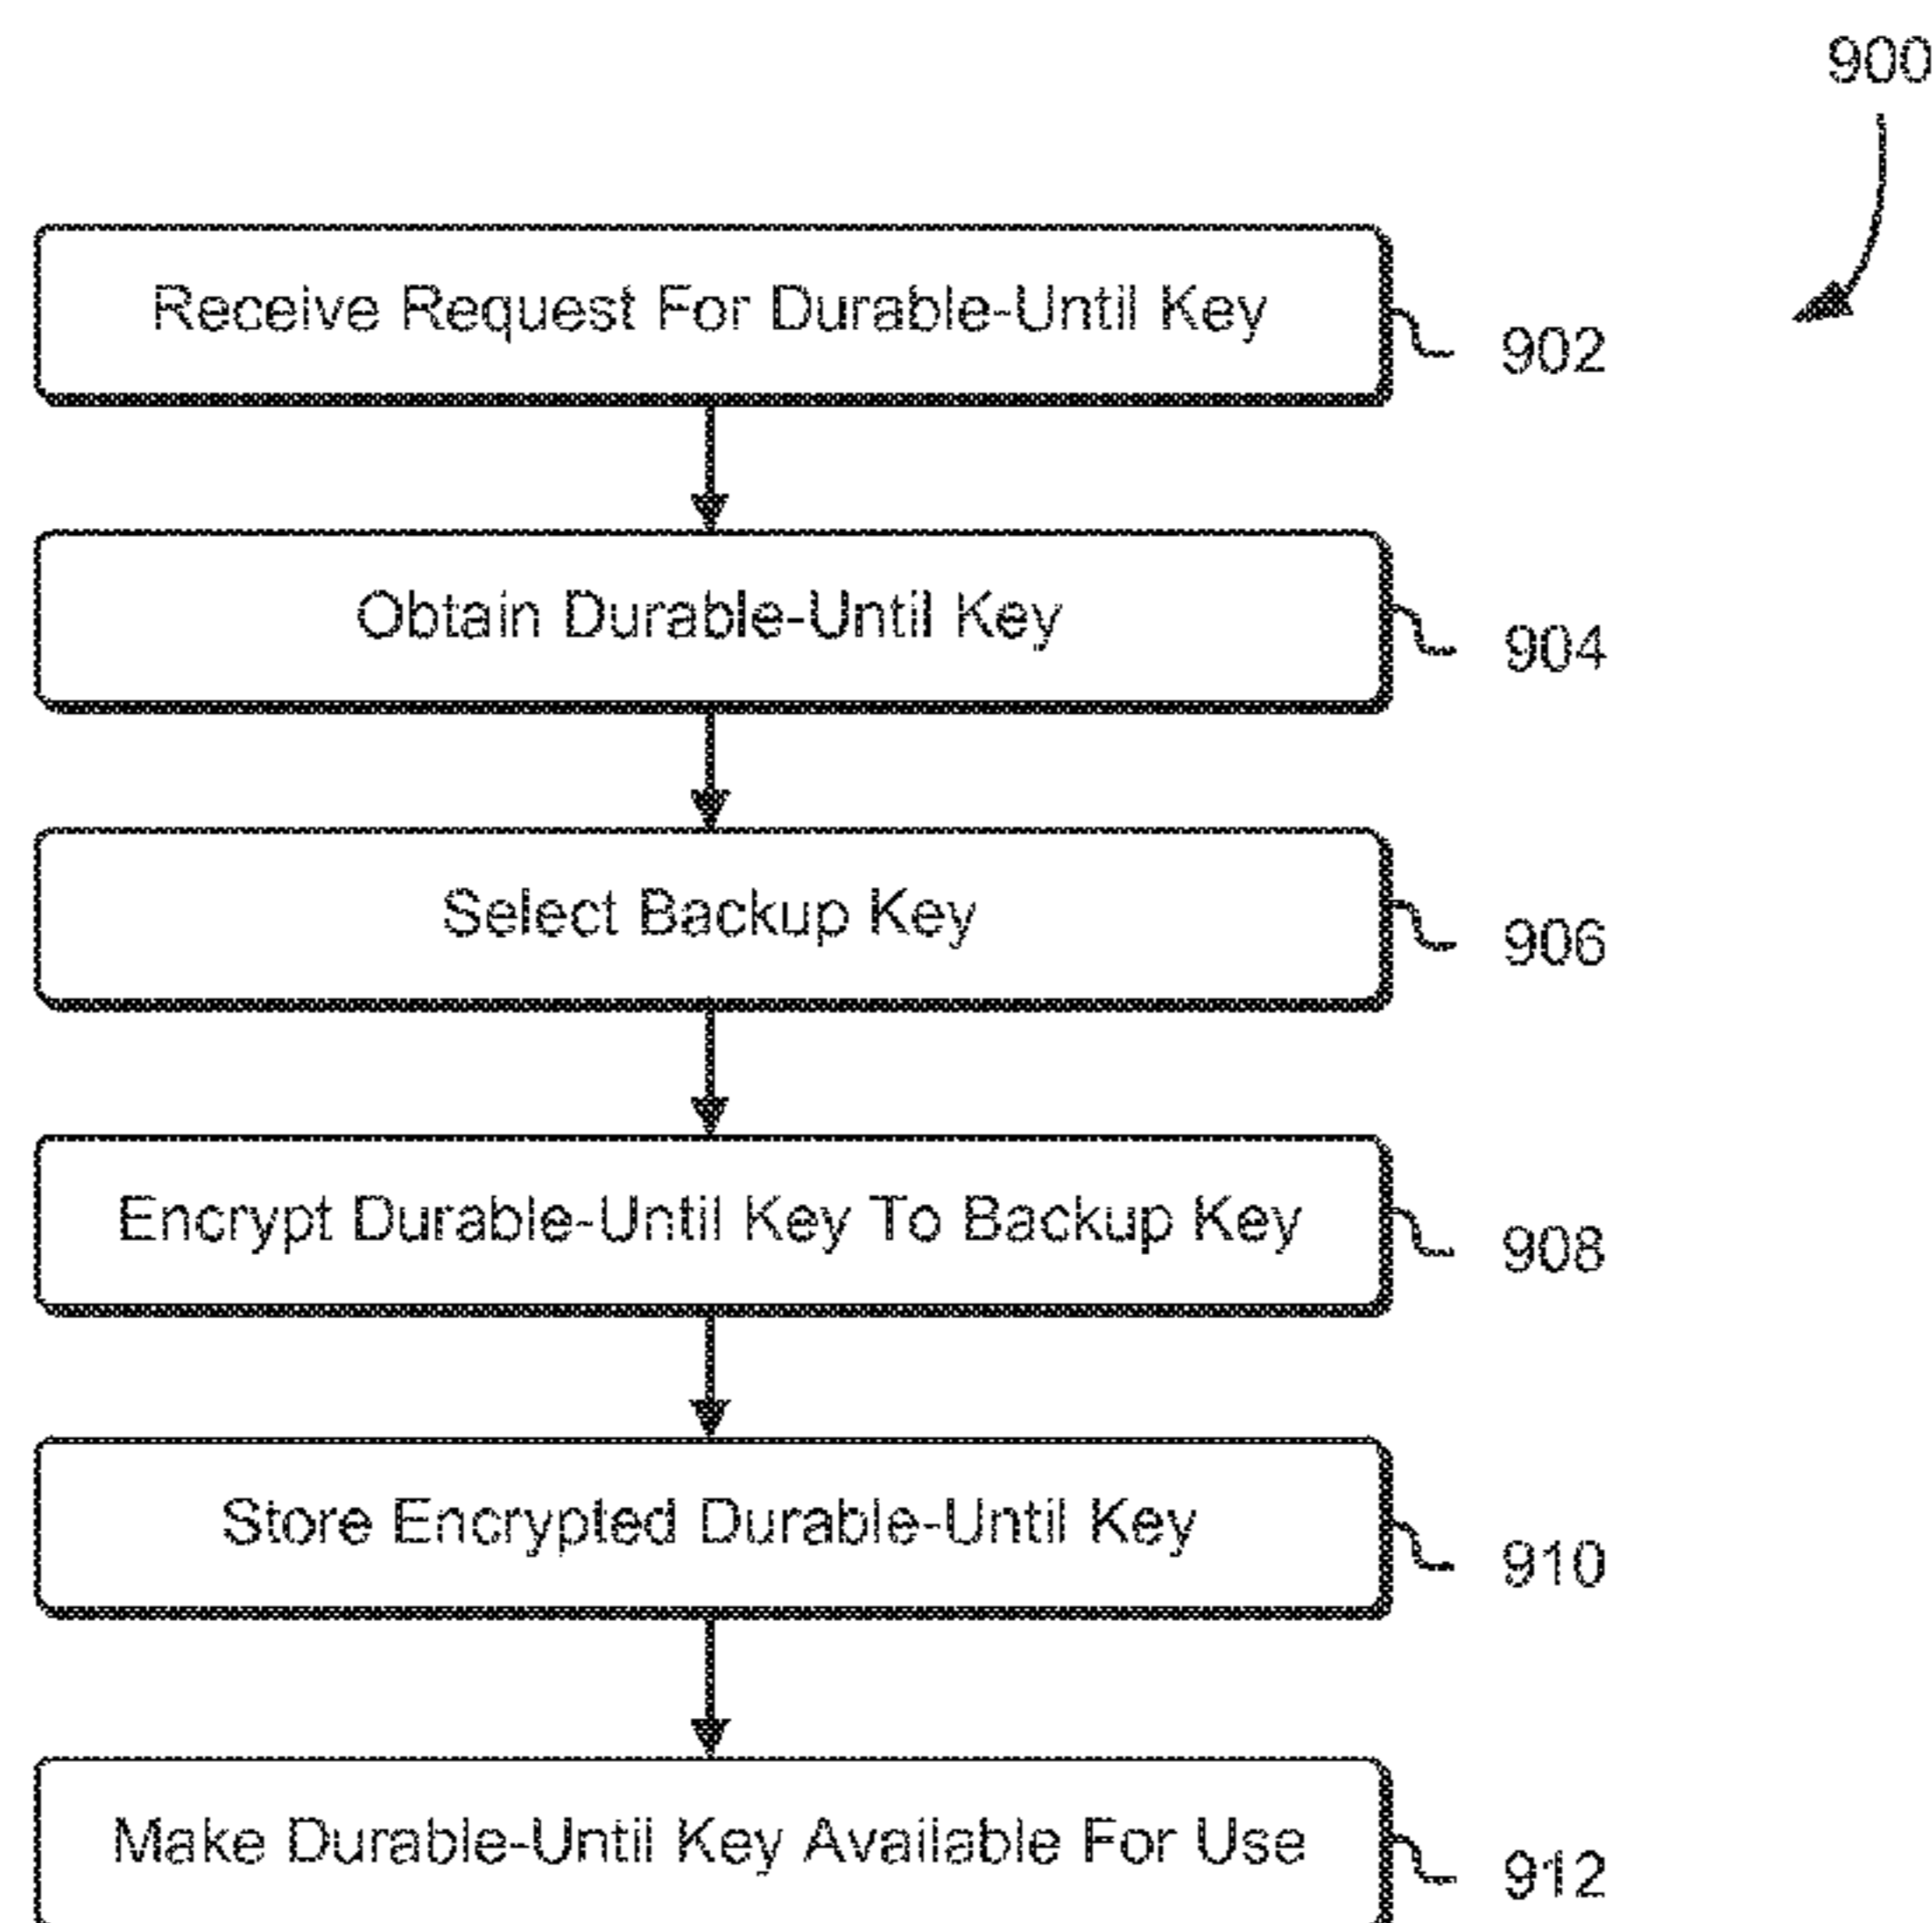 900
Receive Request For Durable-Until Key
902
Obtain Durable-Until Key
904
Select Backup Key
906
Encrypt Durable-Until Key To Backup Key
908
Store Encrypted Durable-Until Key
910
Make Durable-Until Key Available For Use
912